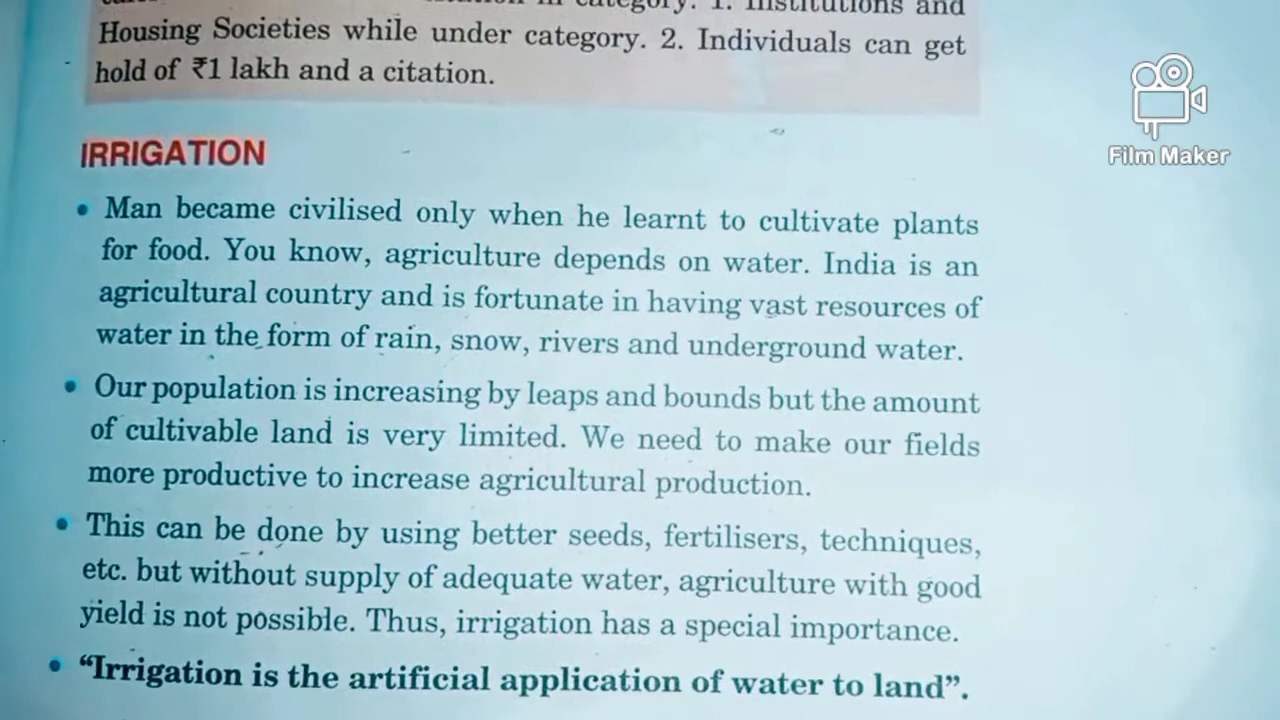 category. 1. Institutions and
Housing Societies while under category. 2. Individuals can get
hold of ₹1 lakh and a citation.
Film Maker
IRRIGATION
• Man became civilised only when he learnt to cultivate plants
for food. You know, agriculture depends on water. India is an
agricultural country and is fortunate in having vast resources of
water in the form of rain, snow, rivers and underground water.
• Our population is increasing by leaps and bounds but the amount
of cultivable land is very limited. We need to make our fields
more productive to increase agricultural production.
• This can be done by using better seeds, fertilisers, techniques,
etc. but without supply of adequate water, agriculture with good
yield is not possible. Thus, irrigation has a special importance.
• “Irrigation is the artificial application of water to land”.